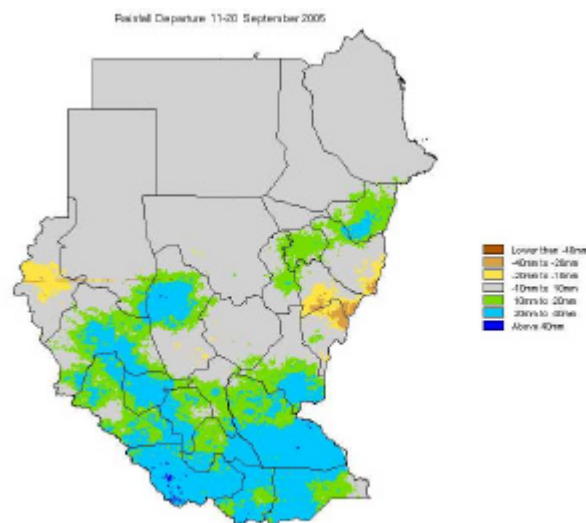 Rainfall Departure 11-20 September 2005
Lower than -40mm
-40mm to -20mm
-20mm to -10mm
-10mm to 10mm
10mm to 20mm
20mm to 40mm
Above 40mm